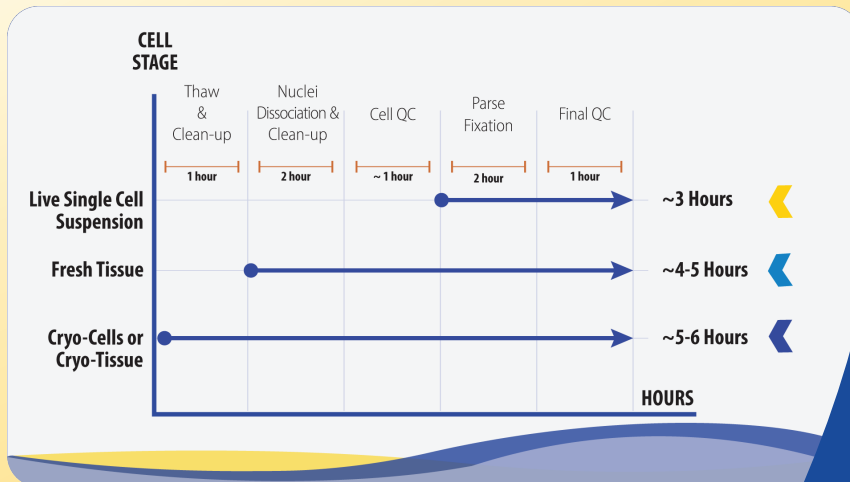 CELL
STAGE
Thaw
&
Clean-up
Nuclei
Dissociation &
Clean-up
Cell QC
Parse
Fixation
Final QC
1 hour
2 hour
~ 1 hour
2 hour
1 hour
Live Single Cell
Suspension
~3 Hours
Fresh Tissue
~4-5 Hours
Cryo-Cells or
Cryo-Tissue
~5-6 Hours
HOURS